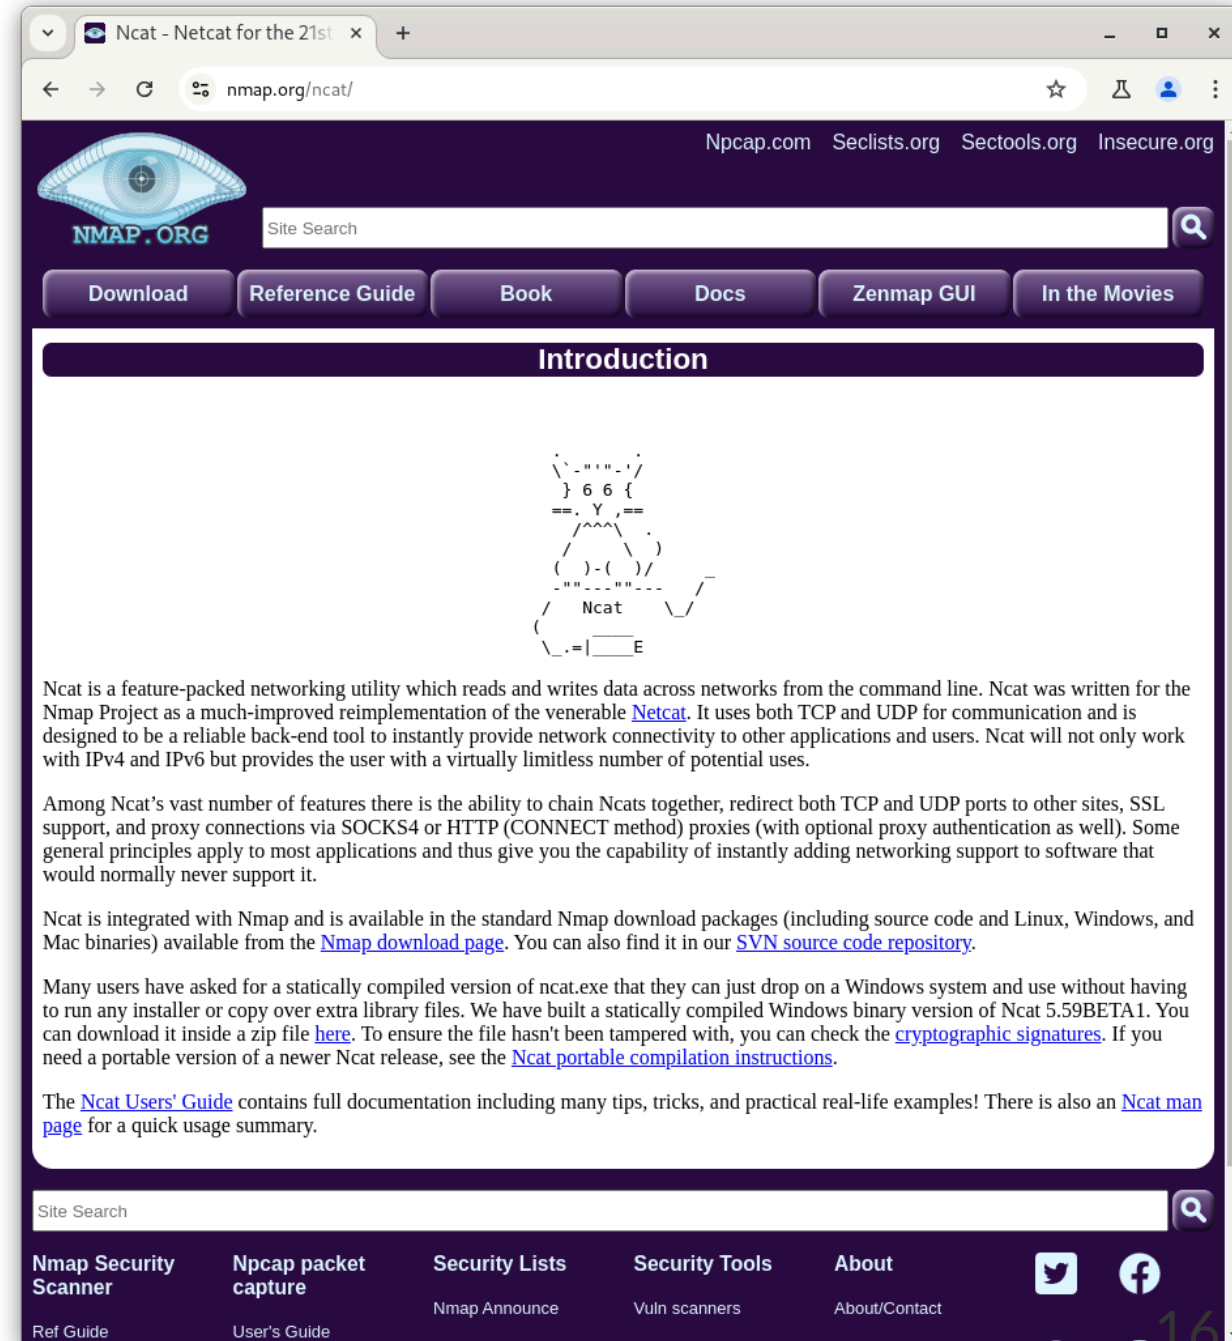 Ncat - Netcat for the 21st
nmap.org/ncat/
Npcap.com Seclists.org Sectools.org Insecure.org
NMAP.ORG
Site Search
Download Reference Guide Book Docs Zenmap GUI In the Movies
Introduction
.       .
\`-"'"-'/
 } 6 6 {
==. Y ,==
  /^^^\  .
 /     \  )
(  )-(  )/     _
-""---""---   /
/   Ncat    \_/
(     ____
\_.=|____E
Ncat is a feature-packed networking utility which reads and writes data across networks from the command line. Ncat was written for the
Nmap Project as a much-improved reimplementation of the venerable Netcat. It uses both TCP and UDP for communication and is
designed to be a reliable back-end tool to instantly provide network connectivity to other applications and users. Ncat will not only work
with IPv4 and IPv6 but provides the user with a virtually limitless number of potential uses.
Among Ncat’s vast number of features there is the ability to chain Ncats together, redirect both TCP and UDP ports to other sites, SSL
support, and proxy connections via SOCKS4 or HTTP (CONNECT method) proxies (with optional proxy authentication as well). Some
general principles apply to most applications and thus give you the capability of instantly adding networking support to software that
would normally never support it.
Ncat is integrated with Nmap and is available in the standard Nmap download packages (including source code and Linux, Windows, and
Mac binaries) available from the Nmap download page. You can also find it in our SVN source code repository.
Many users have asked for a statically compiled version of ncat.exe that they can just drop on a Windows system and use without having
to run any installer or copy over extra library files. We have built a statically compiled Windows binary version of Ncat 5.59BETA1. You
can download it inside a zip file here. To ensure the file hasn't been tampered with, you can check the cryptographic signatures. If you
need a portable version of a newer Ncat release, see the Ncat portable compilation instructions.
The Ncat Users' Guide contains full documentation including many tips, tricks, and practical real-life examples! There is also an Ncat man
page for a quick usage summary.
Site Search
Nmap Security Npcap packet Security Lists Security Tools About
Scanner capture
Nmap Announce Vuln scanners About/Contact
Ref Guide User's Guide
16